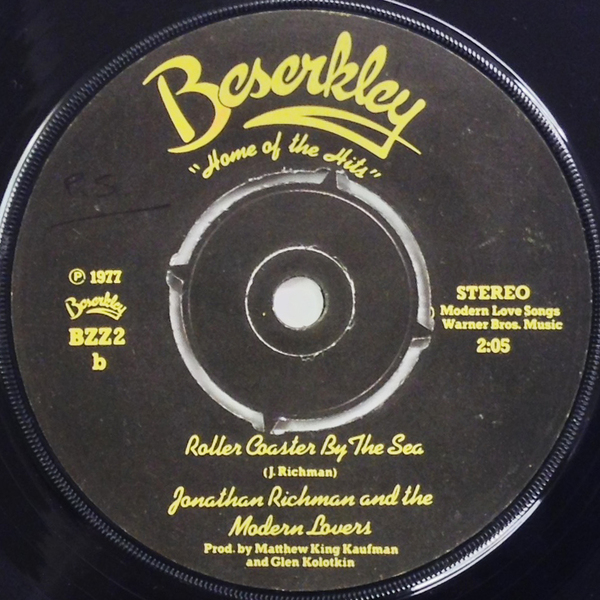 Beserkley
"Home of the Hits"
℗ 1977
Beserkley
BZZ2
b
STEREO
Modern Love Songs
Warner Bros. Music
2:05
Roller Coaster By The Sea
(J. Richman)
Jonathan Richman and the
Modern Lovers
Prod. by Matthew King Kaufman
and Glen Kolotkin